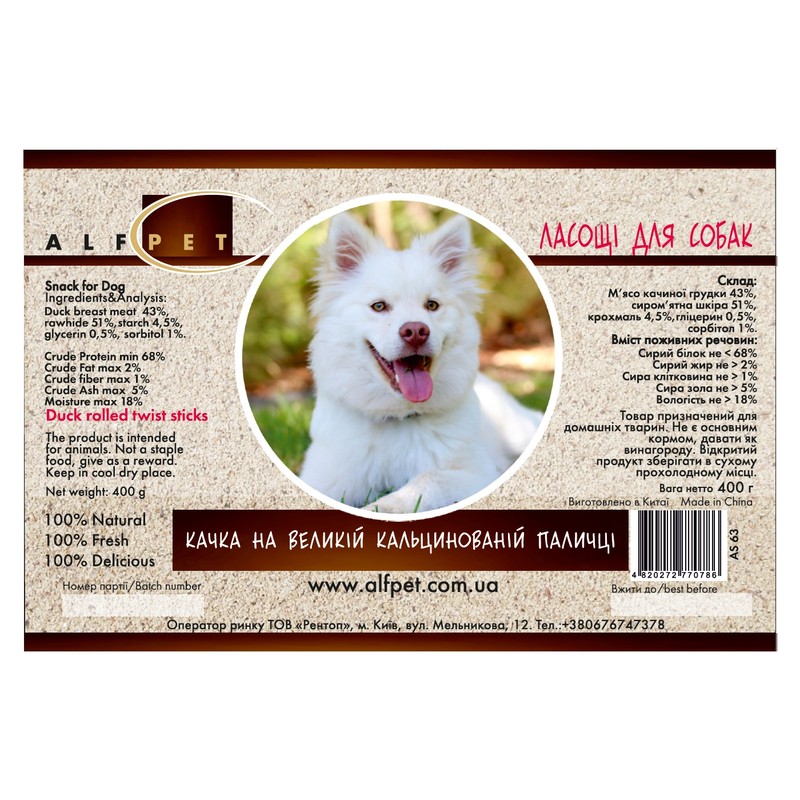 ALFPET
ЛАСОЩІ ДЛЯ СОБАК
Snack for Dog
Ingredients&Analysis:
Duck breast meat 43%,
rawhide 51%, starch 4,5%,
glycerin 0,5%, sorbitol 1%.
Crude Protein min 68%
Crude Fat max 2%
Crude fiber max 1%
Crude Ash max 5%
Moisture max 18%
Duck rolled twist sticks
The product is intended
for animals. Not a staple
food, give as a reward.
Keep in cool dry place.
Net weight: 400 g
100% Natural
100% Fresh
100% Delicious
Номер партії/Batch number
Склад:
М'ясо качиної грудки 43%,
сиром'ятна шкіра 51%,
крохмаль 4,5%,гліцерин 0,5%,
сорбітол 1%.
Вміст поживних речовин:
Сирий білок не < 68%
Сирий жир не > 2%
Сира клітковина не > 1%
Сира зола не > 5%
Вологість не > 18%
Товар призначений для
домашніх тварин. Не є основним
кормом, давати як
винагороду. Відкритий
продукт зберігати в сухому
прохолодному місці.
Вага нетто 400 г
Виготовлено в Китаї Made in China
КАЧКА НА ВЕЛИКІЙ КАЛЬЦИНОВАНІЙ ПАЛИЧЦІ
4 820272 770786
AS 63
www.alfpet.com.ua
Вжити до/best before
Оператор ринку ТОВ «Рентоп», м. Київ, вул. Мельникова, 12. Тел.:+380676747378